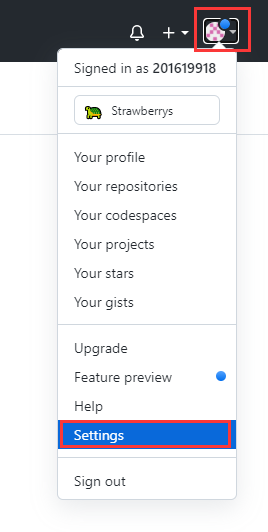 Signed in as 201619918
Strawberrys
Your profile
Your repositories
Your codespaces
Your projects
Your stars
Your gists
Upgrade
Feature preview
Help
Settings
Sign out